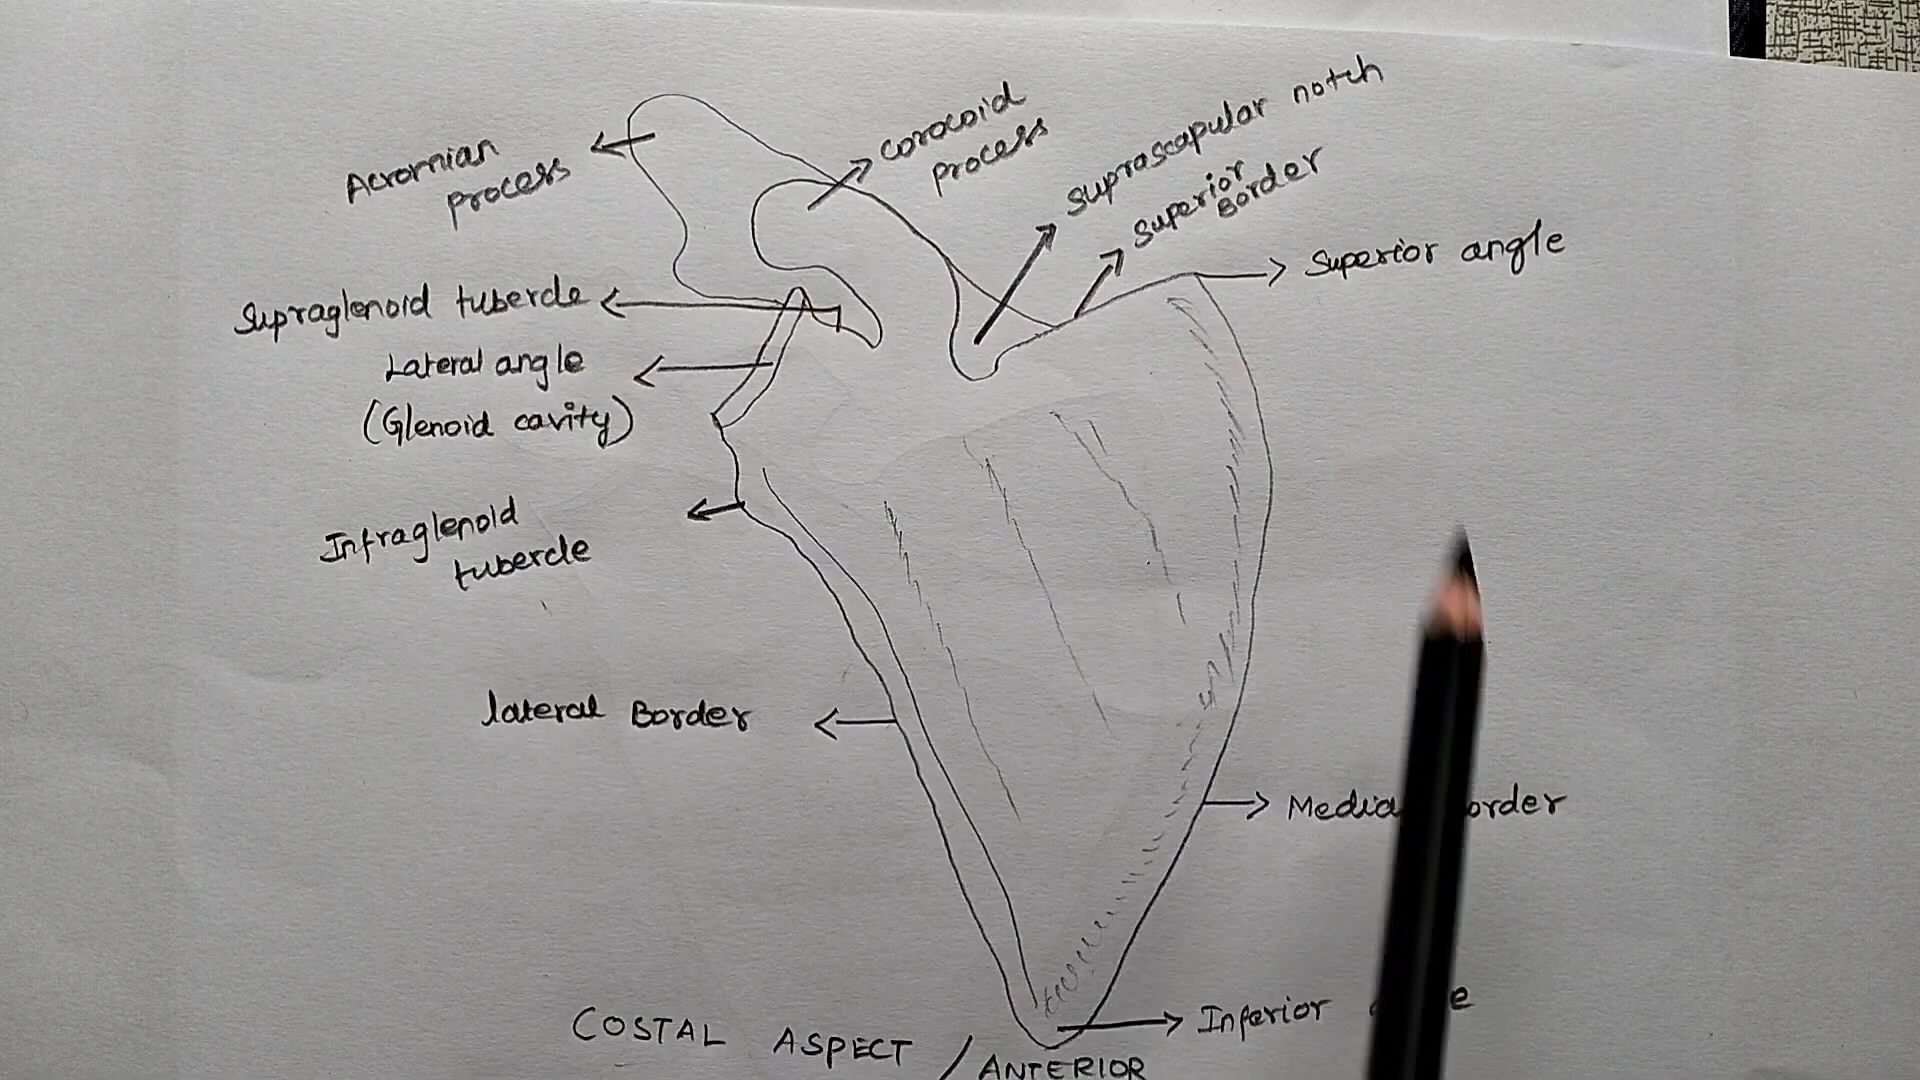 Acromian
process
corocoid
process
suprascapular notch
superior
Border
Superior angle
Supraglenoid tubercle
Lateral angle
(Glenoid cavity)
Infraglenoid
tubercle
lateral Border
Inferior
COSTAL ASPECT / ANTERIOR